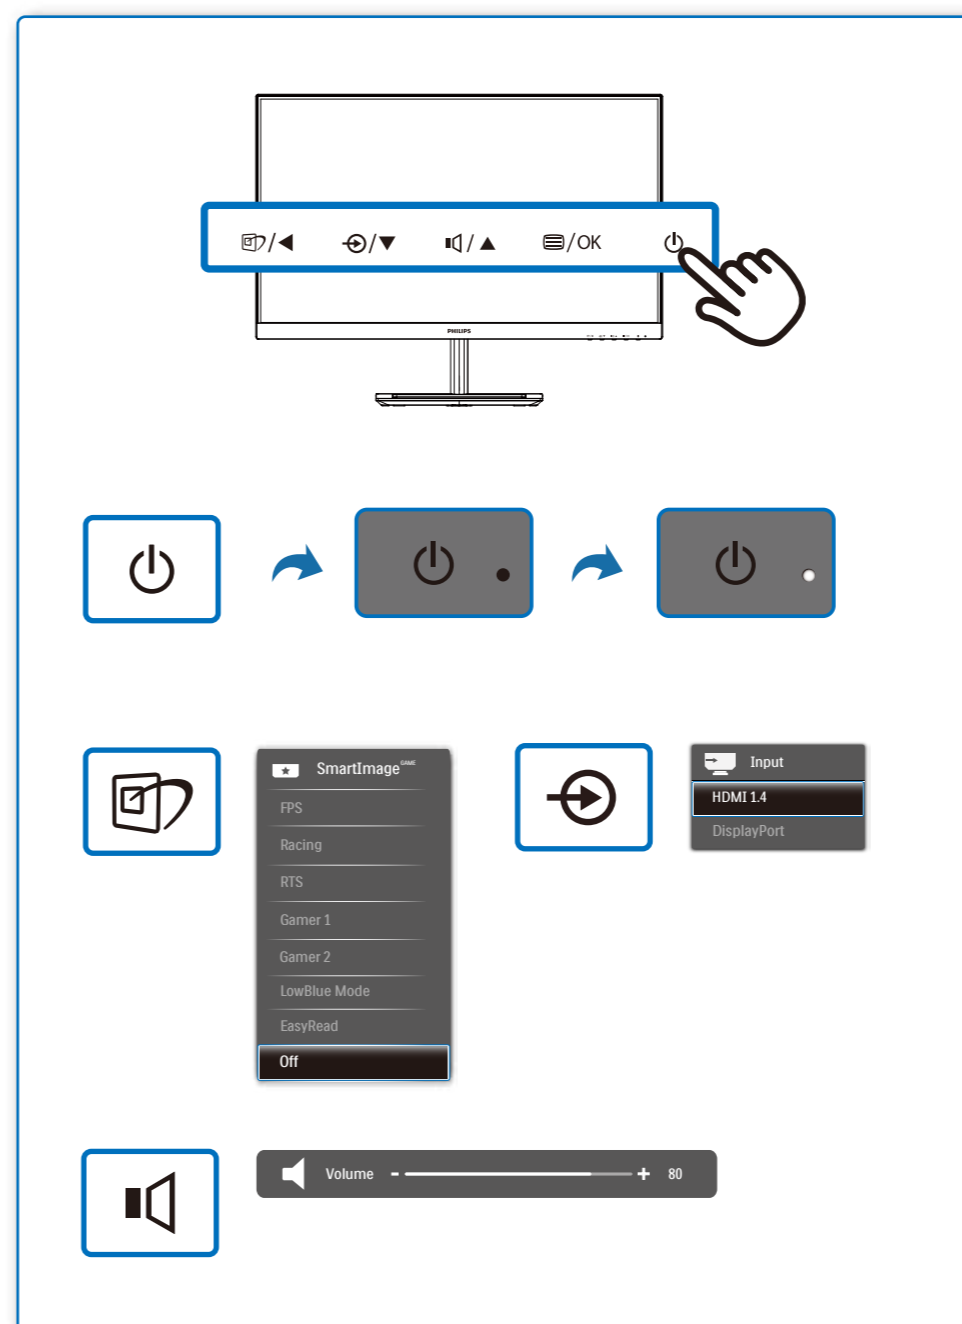 /◀ /▼ /▲ /OK
PHILIPS
SmartImage GAME
FPS
Racing
RTS
Gamer 1
Gamer 2
LowBlue Mode
EasyRead
Off
Input
HDMI 1.4
DisplayPort
Volume - + 80